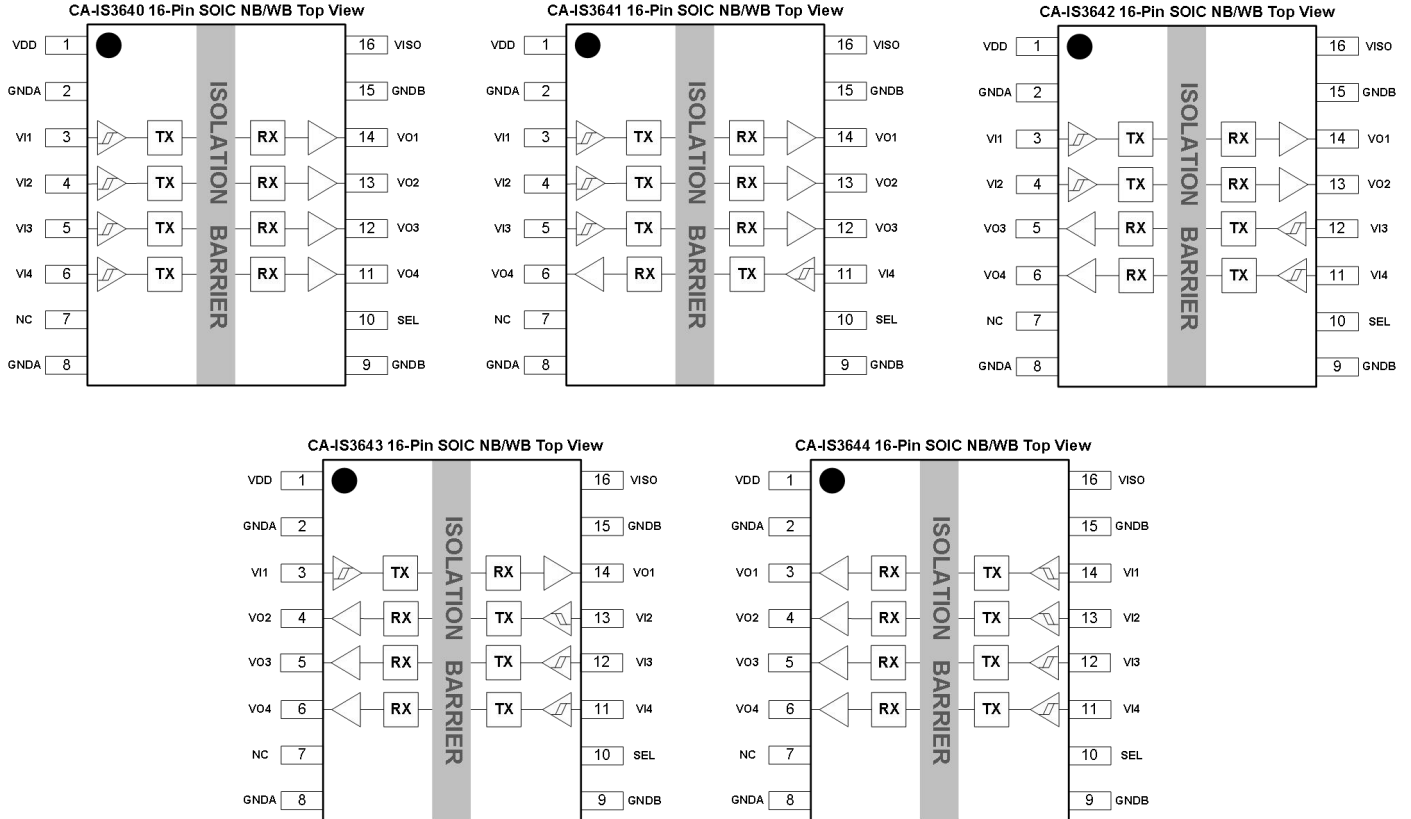 CA-IS3640 16-Pin SOIC NB/WB Top View
VDD 1 16 VISO
GNDA 2 15 GNDB
VI1 3 TX RX 14 VO1
VI2 4 TX RX 13 VO2
VI3 5 TX RX 12 VO3
VI4 6 TX RX 11 VO4
NC 7 10 SEL
GNDA 8 9 GNDB
ISOLATION BARRIER
CA-IS3641 16-Pin SOIC NB/WB Top View
VDD 1 16 VISO
GNDA 2 15 GNDB
VI1 3 TX RX 14 VO1
VI2 4 TX RX 13 VO2
VI3 5 TX RX 12 VO3
VO4 6 RX TX 11 VI4
NC 7 10 SEL
GNDA 8 9 GNDB
ISOLATION BARRIER
CA-IS3642 16-Pin SOIC NB/WB Top View
VDD 1 16 VISO
GNDA 2 15 GNDB
VI1 3 TX RX 14 VO1
VI2 4 TX RX 13 VO2
VO3 5 RX TX 12 VI3
VO4 6 RX TX 11 VI4
NC 7 10 SEL
GNDA 8 9 GNDB
ISOLATION BARRIER
CA-IS3643 16-Pin SOIC NB/WB Top View
VDD 1 16 VISO
GNDA 2 15 GNDB
VI1 3 TX RX 14 VO1
VO2 4 RX TX 13 VI2
VO3 5 RX TX 12 VI3
VO4 6 RX TX 11 VI4
NC 7 10 SEL
GNDA 8 9 GNDB
ISOLATION BARRIER
CA-IS3644 16-Pin SOIC NB/WB Top View
VDD 1 16 VISO
GNDA 2 15 GNDB
VO1 3 RX TX 14 VI1
VO2 4 RX TX 13 VI2
VO3 5 RX TX 12 VI3
VO4 6 RX TX 11 VI4
NC 7 10 SEL
GNDA 8 9 GNDB
ISOLATION BARRIER